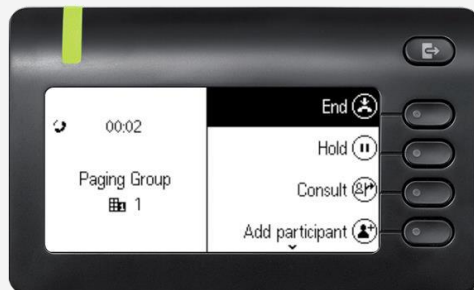 00:02
Paging Group
1
End
Hold
Consult
Add participant